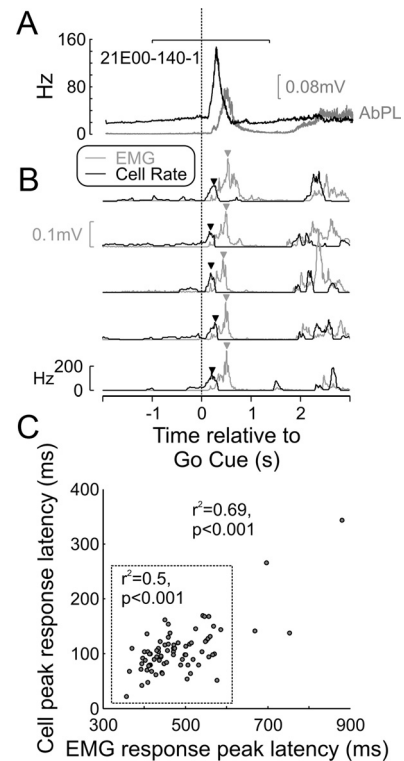 A
160
120
80
40
0
Hz
21E00-140-1
0.08mV
AbPL
B
EMG
Cell Rate
0.1mV
Hz
200
0
-1
0
1
2
Time relative to
Go Cue (s)
C
Cell peak response latency (ms)
400
300
200
100
0
r²=0.69,
p<0.001
r²=0.5,
p<0.001
300
500
700
900
EMG response peak latency (ms)